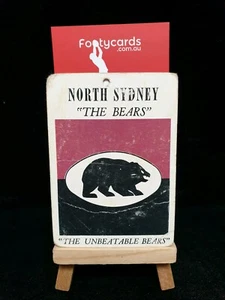 Footycards
.com.au
NORTH SYDNEY
"THE BEARS"
"THE UNBEATABLE BEARS"